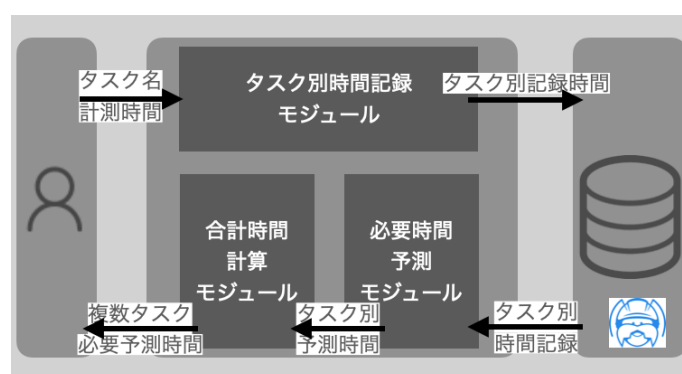 タスク名
計測時間
タスク別時間記録
モジュール
タスク別記録時間
合計時間
計算
モジュール
必要時間
予測
モジュール
複数タスク
必要予測時間
タスク別
予測時間
タスク別
時間記録